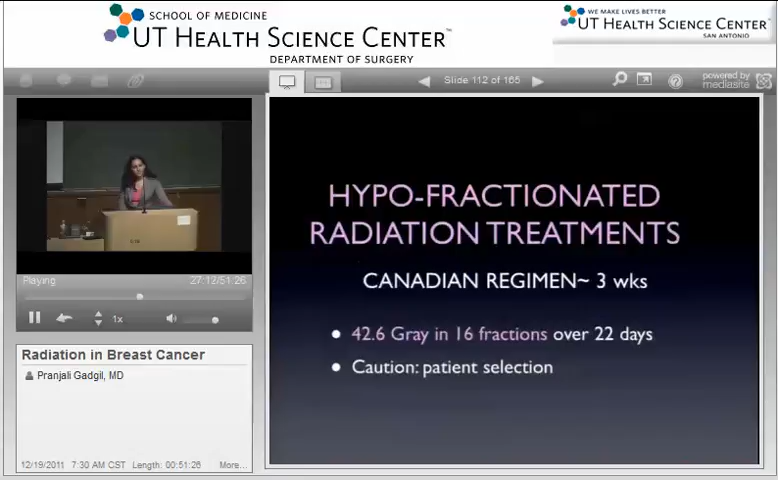 SCHOOL OF MEDICINE
UT HEALTH SCIENCE CENTER™
DEPARTMENT OF SURGERY
WE MAKE LIVES BETTER
UT HEALTH SCIENCE CENTER™
SAN ANTONIO
Slide 112 of 165
powered by
mediasite
HYPO-FRACTIONATED
RADIATION TREATMENTS
CANADIAN REGIMEN~ 3 wks
• 42.6 Gray in 16 fractions over 22 days
• Caution: patient selection
Playing
27:12/51:26
1x
Radiation in Breast Cancer
Pranjali Gadgil, MD
12/19/2011 7:30 AM CST Length: 00:51:26 More...